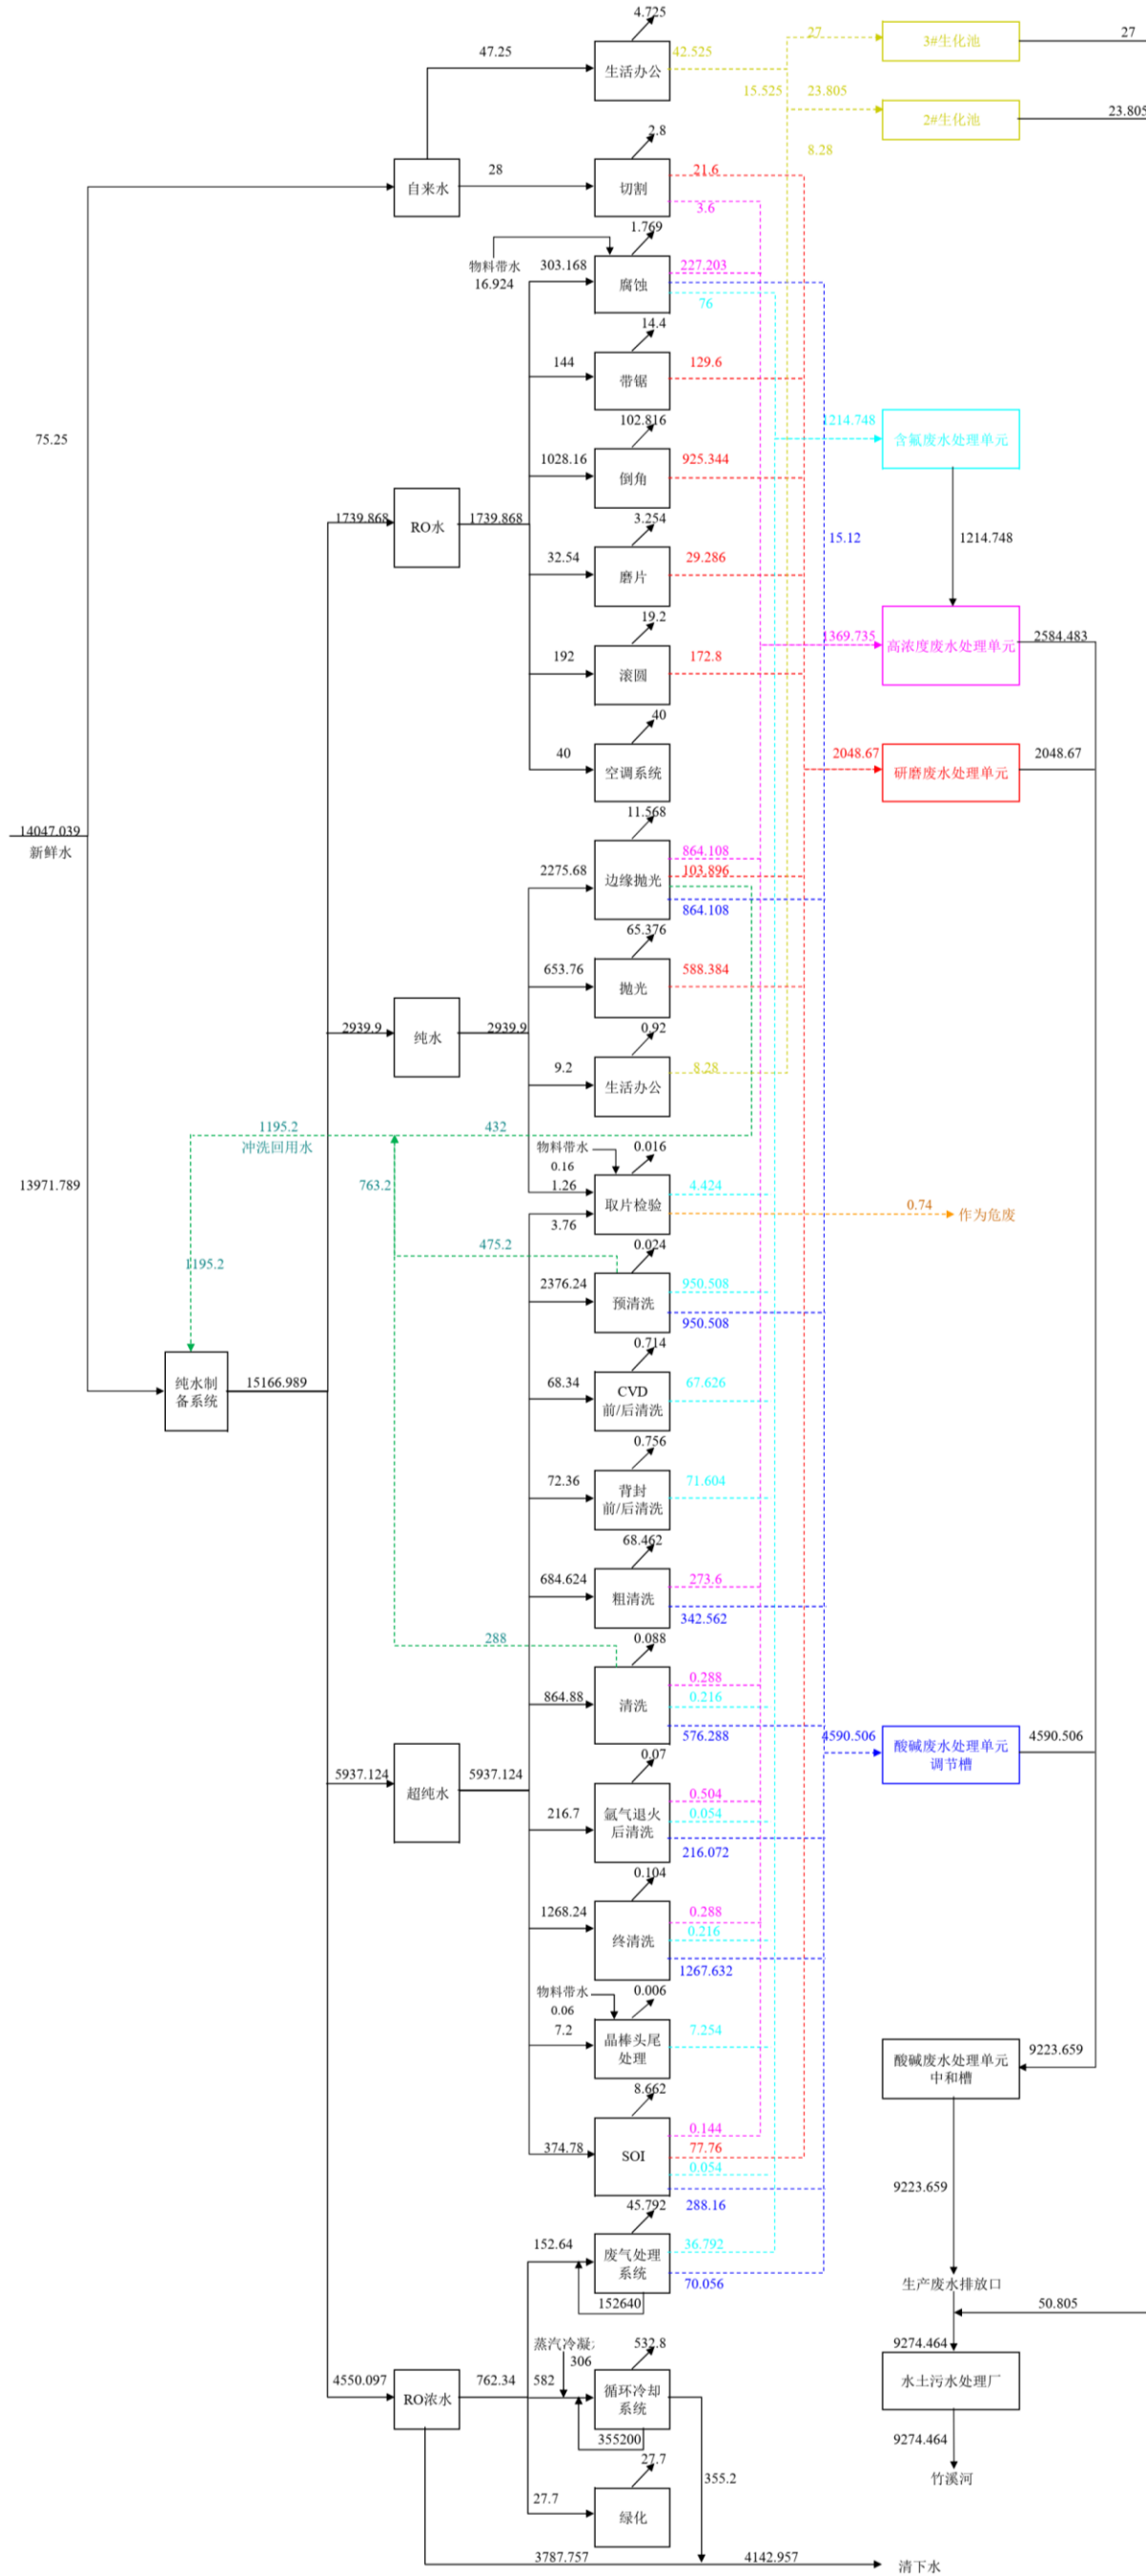 4.725
47.25
生活办公
42.525
27
3#生化池
27
15.525
23.805
2#生化池
23.805
8.28
2.8
自来水
28
切割
21.6
3.6
1.769
物料带水
16.924
303.168
腐蚀
227.203
76
14.4
144
带锯
129.6
75.25
102.816
1028.16
倒角
925.344
1214.748
含氟废水处理单元
1739.868
RO水
1739.868
3.254
32.54
磨片
29.286
15.12
1214.748
19.2
192
滚圆
172.8
1369.735
高浓度废水处理单元
2584.483
40
40
空调系统
2048.67
研磨废水处理单元
2048.67
14047.039
新鲜水
11.568
2275.68
边缘抛光
864.108
103.896
864.108
65.376
653.76
抛光
588.384
2939.9
纯水
2939.9
0.92
9.2
生活办公
8.28
1195.2
冲洗回用水
432
763.2
13971.789
物料带水
0.16
1.26
3.76
0.016
取片检验
4.424
0.74
作为危废
475.2
0.024
1195.2
2376.24
预清洗
950.508
950.508
纯水制
备系统
15166.989
0.714
68.34
CVD
前/后清洗
67.626
0.756
72.36
背封
前/后清洗
71.604
68.462
684.624
粗清洗
273.6
342.562
288
0.088
864.88
清洗
0.288
0.216
576.288
4590.506
酸碱废水处理单元
调节槽
4590.506
5937.124
超纯水
5937.124
0.07
216.7
氩气退火
后清洗
0.504
0.054
216.072
0.104
1268.24
终清洗
0.288
0.216
1267.632
物料带水
0.06
7.2
0.006
晶棒头尾
处理
7.254
酸碱废水处理单元
中和槽
9223.659
8.662
374.78
SOI
0.144
77.76
0.054
288.16
9223.659
45.792
152.64
废气处理
系统
36.792
70.056
152640
生产废水排放口
50.805
9274.464
水土污水处理厂
9274.464
竹溪河
4550.097
RO浓水
762.34
蒸汽冷凝
306
582
532.8
循环冷却
系统
355200
355.2
27.7
27.7
绿化
3787.757
4142.957
清下水